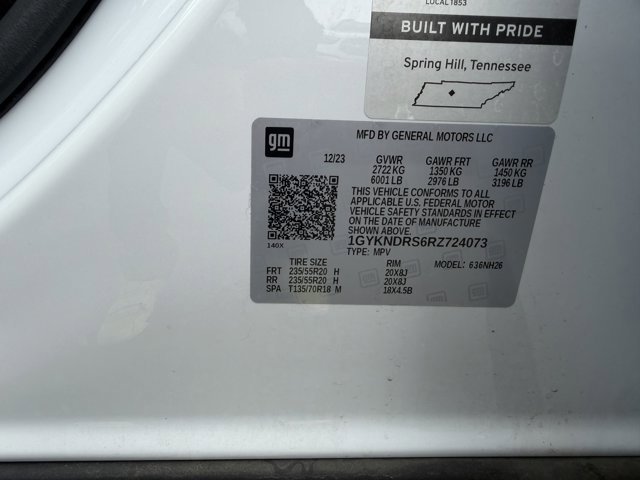 LOCAL 1853
BUILT WITH PRIDE
Spring Hill, Tennessee
gm
MFD BY GENERAL MOTORS LLC
12/23 GVWR GAWR FRT GAWR RR
2722 KG 1350 KG 1450 KG
6001 LB 2976 LB 3196 LB
THIS VEHICLE CONFORMS TO ALL
APPLICABLE U.S. FEDERAL MOTOR
VEHICLE SAFETY STANDARDS IN EFFECT
ON THE DATE OF MANUFACTURE
SHOWN ABOVE.
1GYKNDRS6RZ724073
140X TYPE: MPV
TIRE SIZE RIM MODEL: 636NH26
FRT 235/55R20 H 20X8J
RR 235/55R20 H 20X8J
SPA T135/70R18 M 18X4.5B